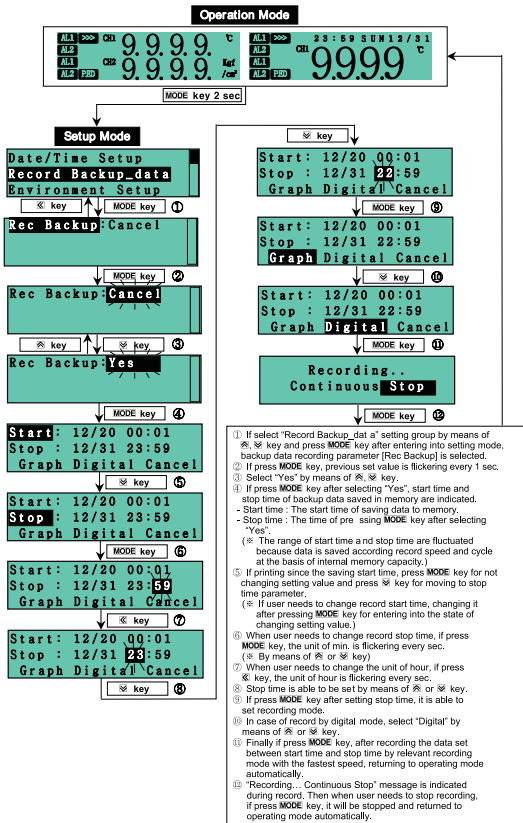 Operation Mode
AL1 >>> CH1 9.9.9.9. ℃
AL2
AL1 CH2 9.9.9.9. Kgf
AL2 PED /cm²
AL1 >>> 23:59 SUN 12/31
AL2 CH1 9999 ℃
AL1
AL2 PED
MODE key 2 sec
Setup Mode
Date/Time Setup
Record Backup_data
Environment Setup
≪ key
MODE key ①
Rec Backup:Cancel
MODE key ②
Rec Backup:Cancel
︽ key
︾ key ③
Rec Backup:Yes
MODE key ④
Start: 12/20 00:01
Stop : 12/31 23:59
Graph Digital Cancel
︾ key ⑤
Start: 12/20 00:01
Stop : 12/31 23:59
Graph Digital Cancel
MODE key ⑥
Start: 12/20 00:01
Stop : 12/31 23:59
Graph Digital Cancel
≪ key ⑦
Start: 12/20 00:01
Stop : 12/31 23:59
Graph Digital Cancel
︾ key ⑧
︾ key
Start: 12/20 00:01
Stop : 12/31 22:59
Graph Digital Cancel
MODE key ⑨
Start: 12/20 00:01
Stop : 12/31 22:59
Graph Digital Cancel
︾ key ⑩
Start: 12/20 00:01
Stop : 12/31 22:59
Graph Digital Cancel
MODE key ⑪
Recording..
Continuous Stop
MODE key ⑫
① If select "Record Backup_dat a" setting group by means of
︽, ︾ key and press MODE key after entering into setting mode,
backup data recording parameter [Rec Backup] is selected.
② If press MODE key, previous set value is flickering every 1 sec.
③ Select "Yes" by means of ︽, ︾ key.
④ If press MODE key after selecting "Yes", start time and
stop time of backup data saved in memory are indicated.
- Start time : The start time of saving data to memory.
- Stop time : The time of pre ssing MODE key after selecting
"Yes".
(※ The range of start time a nd stop time are fluctuated
because data is saved according record speed and cycle
at the basis of internal memory capacity.)
⑤ If printing since the saving start time, press MODE key for not
changing setting value and press ︾ key for moving to stop
time parameter.
(※ If user needs to change record start time, changing it
after pressing MODE key for entering into the state of
changing setting value.)
⑥ When user needs to change record stop time, if press
MODE key, the unit of min. is flickering every sec.
(※ By means of ︽ or ︾ key)
⑦ When user needs to change the unit of hour, if press
≪ key, the unit of hour is flickering every sec.
⑧ Stop time is able to be set by means of ︽ or ︾ key.
⑨ If press MODE key after setting stop time, it is able to
set recording mode.
⑩ In case of record by digital mode, select "Digital" by
means of ︽ or ︾ key.
⑪ Finally if press MODE key, after recording the data set
between start time and stop time by relevant recording
mode with the fastest speed, returning to operating mode
automatically.
⑫ "Recording... Continuous Stop" message is indicated
during record. Then when user needs to stop recording,
if press MODE key, it will be stopped and returned to
operating mode automatically.